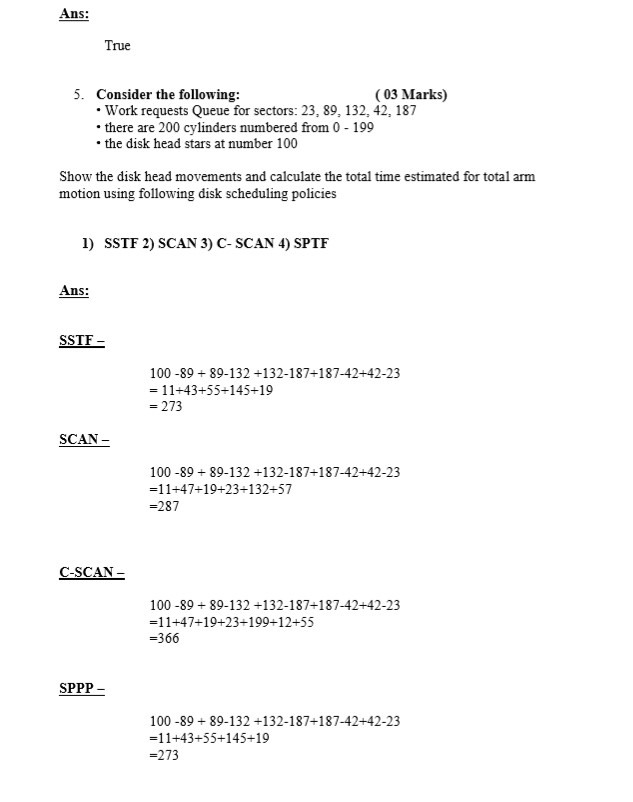 Ans:
True
5. Consider the following: ( 03 Marks)
• Work requests Queue for sectors: 23, 89, 132, 42, 187
• there are 200 cylinders numbered from 0 - 199
• the disk head stars at number 100
Show the disk head movements and calculate the total time estimated for total arm
motion using following disk scheduling policies
1) SSTF 2) SCAN 3) C- SCAN 4) SPTF
Ans:
SSTF –
100 -89 + 89-132 +132-187+187-42+42-23
= 11+43+55+145+19
= 273
SCAN –
100 -89 + 89-132 +132-187+187-42+42-23
=11+47+19+23+132+57
=287
C-SCAN –
100 -89 + 89-132 +132-187+187-42+42-23
=11+47+19+23+199+12+55
=366
SPPP –
100 -89 + 89-132 +132-187+187-42+42-23
=11+43+55+145+19
=273